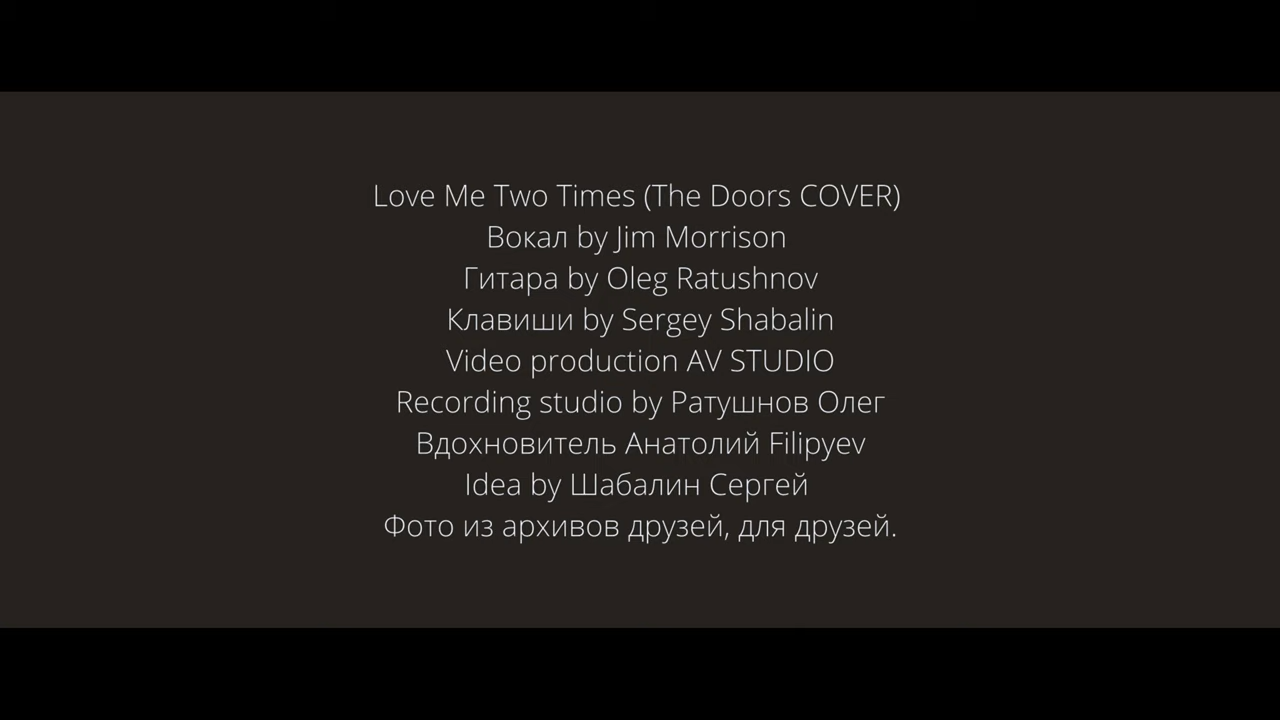 Love Me Two Times (The Doors COVER)
Вокал by Jim Morrison
Гитара by Oleg Ratushnov
Клавиши by Sergey Shabalin
Video production AV STUDIO
Recording studio by Ратушнов Олег
Вдохновитель Анатолий Filipyev
Idea by Шабалин Сергей
Фото из архивов друзей, для друзей.